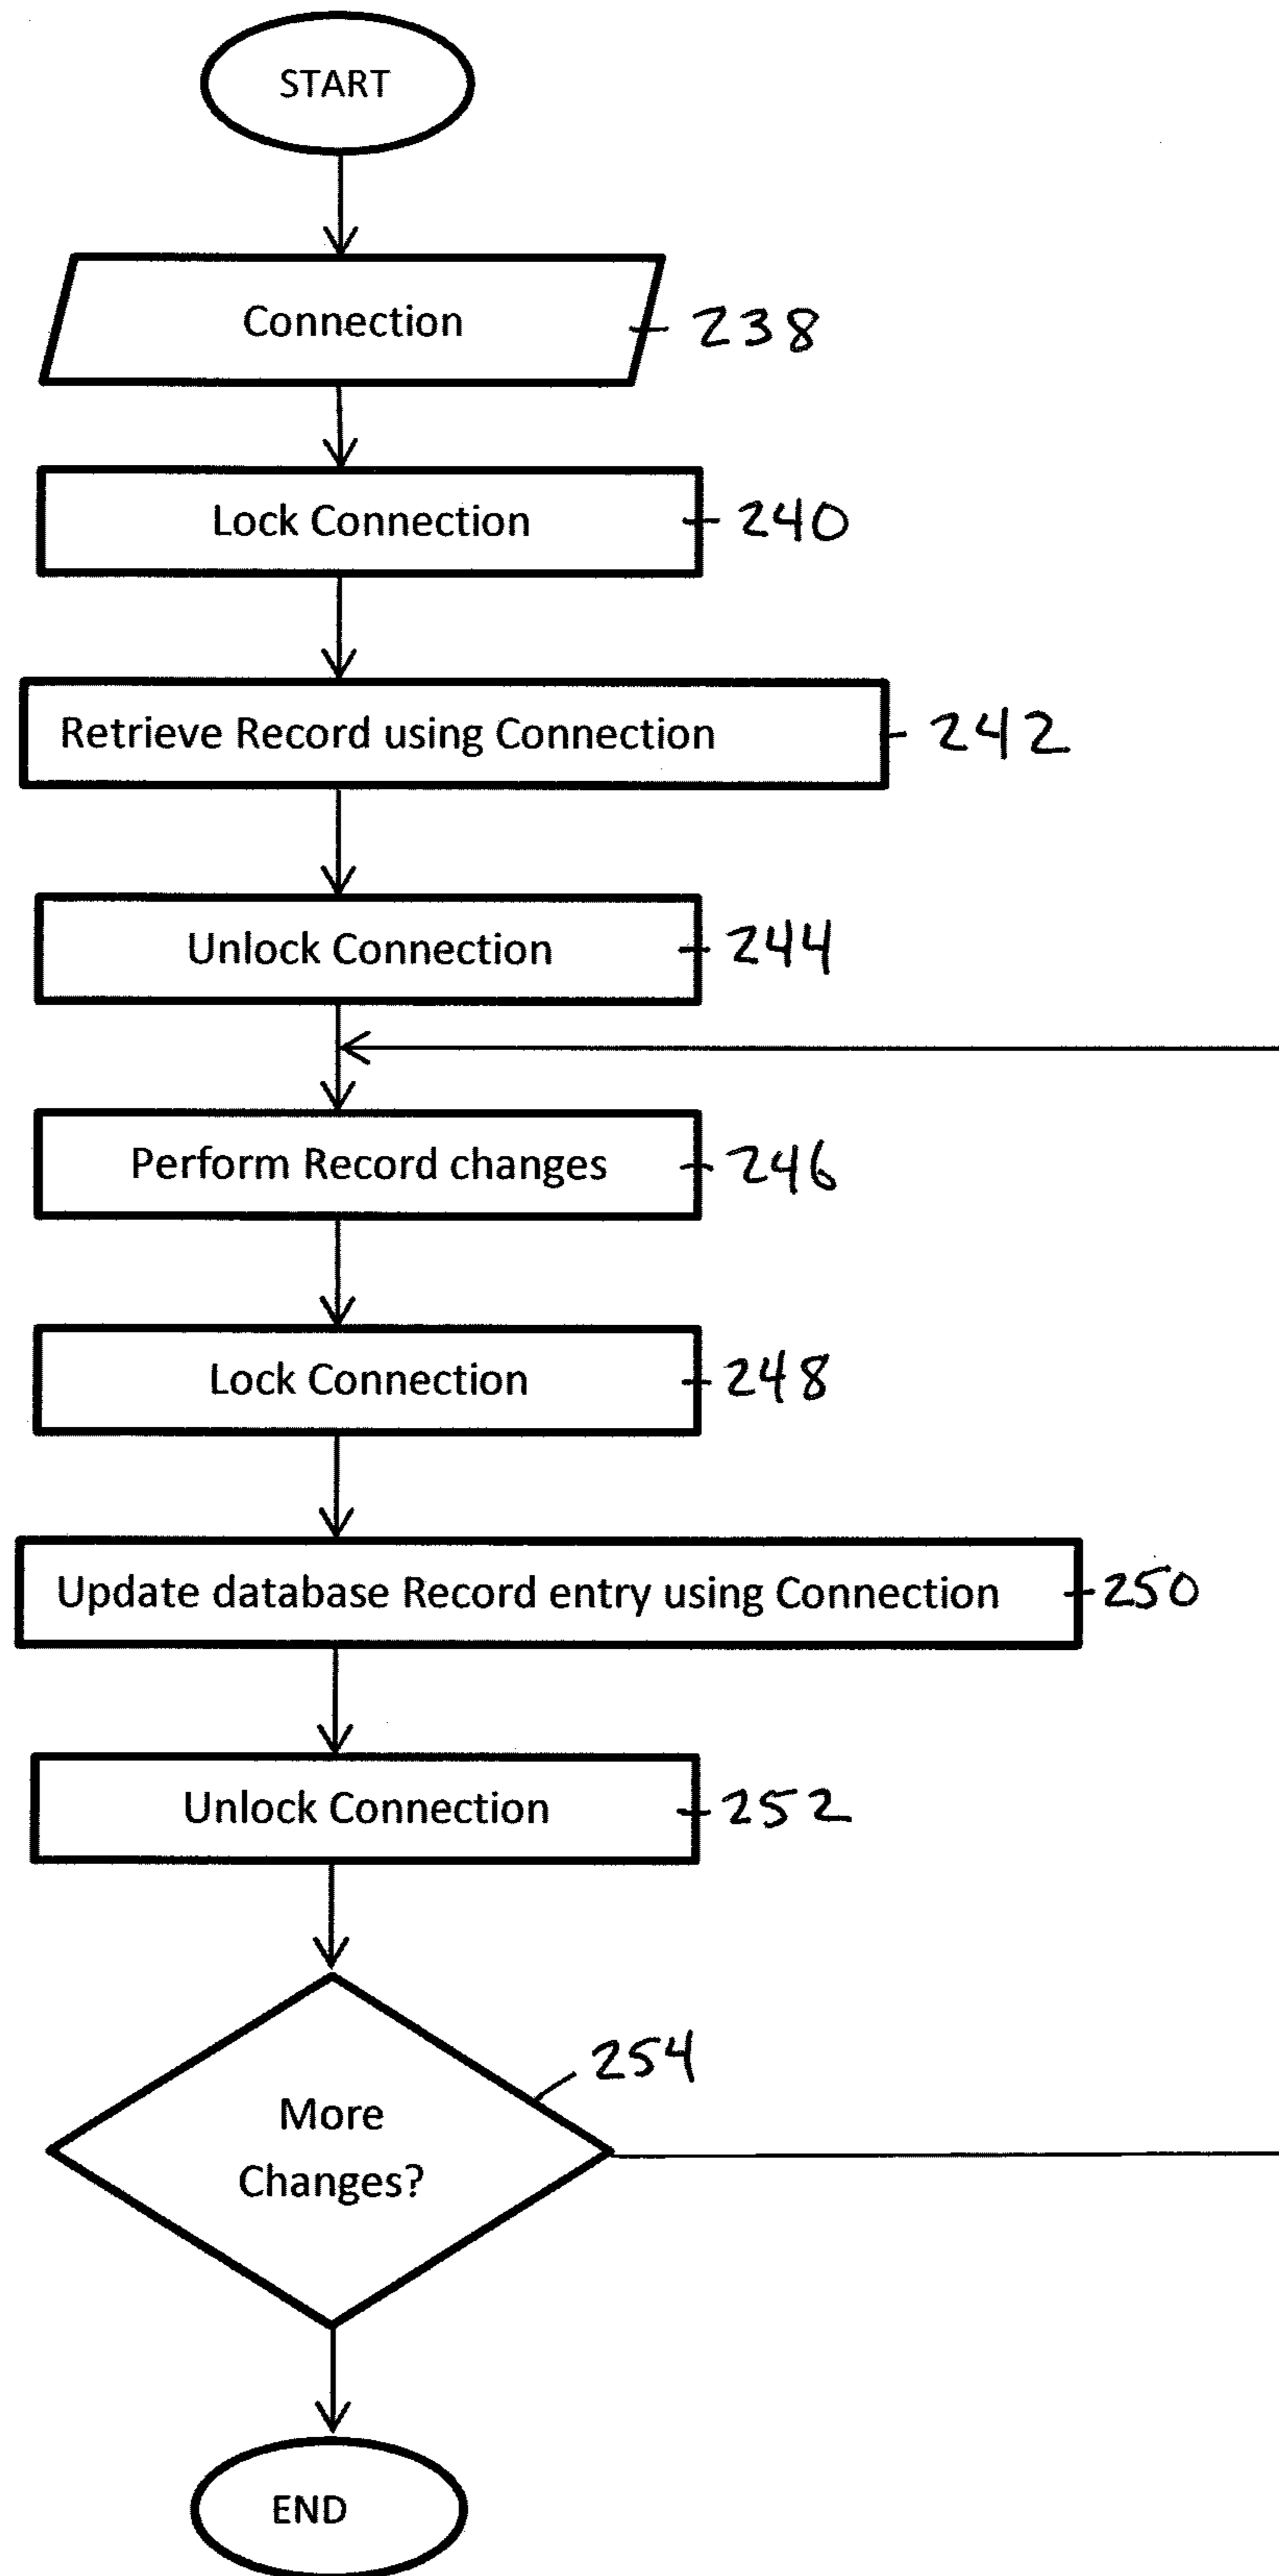 START
Connection 238
Lock Connection 240
Retrieve Record using Connection 242
Unlock Connection 244
Perform Record changes 246
Lock Connection 248
Update database Record entry using Connection 250
Unlock Connection 252
254
More
Changes?
END